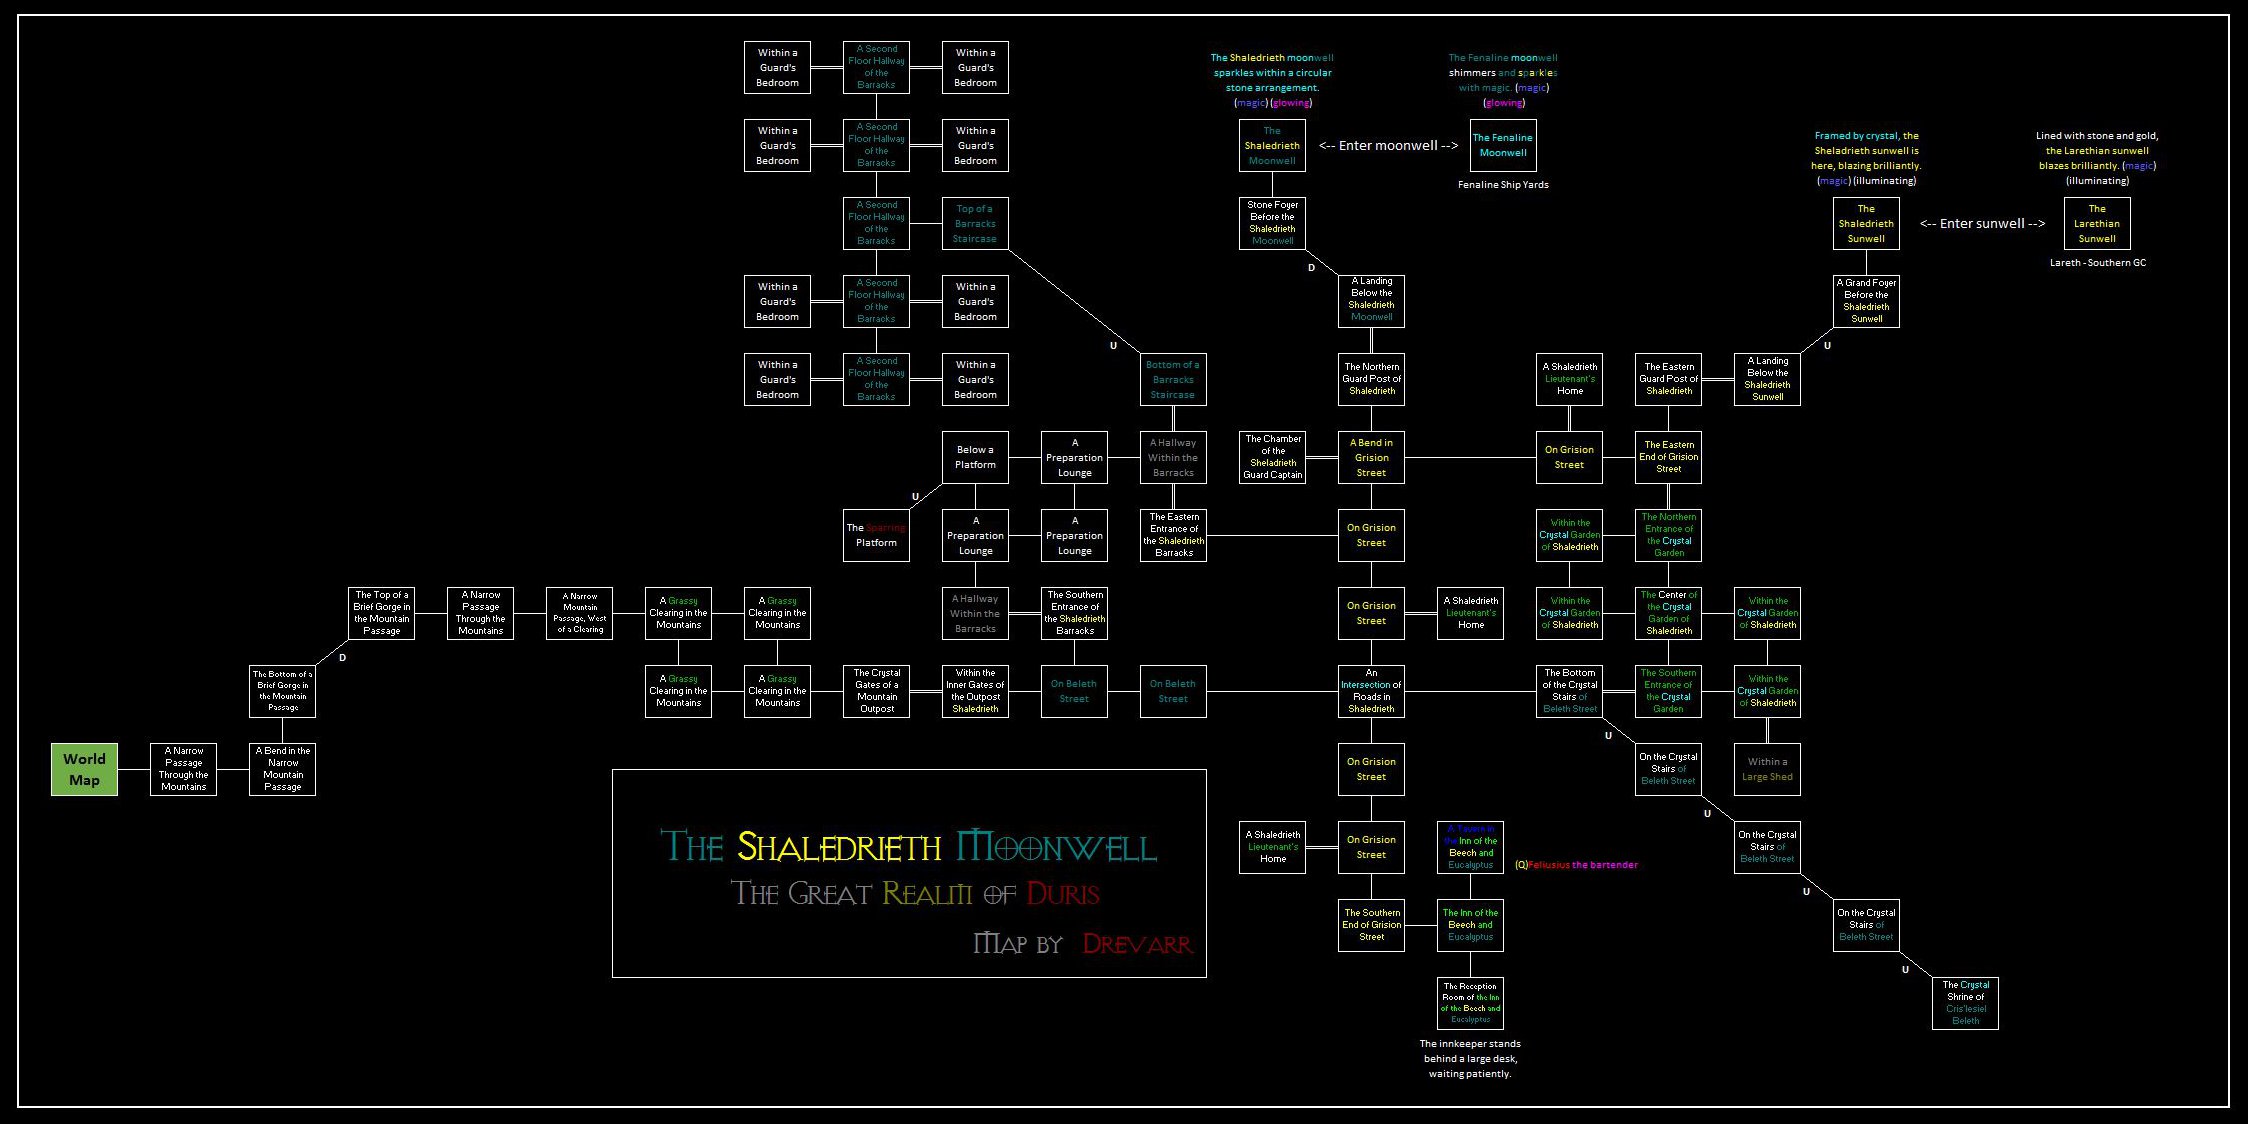 Within a
Guard's
Bedroom
A Second
Floor Hallway
of the
Barracks
Within a
Guard's
Bedroom
The Shaledrieth moonwell
sparkles within a circular
stone arrangement.
(magic) (glowing)
The Fenaline moonwell
shimmers and sparkles
with magic. (magic)
(glowing)
Within a
Guard's
Bedroom
A Second
Floor Hallway
of the
Barracks
Within a
Guard's
Bedroom
The
Shaledrieth
Moonwell
<-- Enter moonwell -->
The Fenaline
Moonwell
Fenaline Ship Yards
Framed by crystal, the
Sheladrieth sunwell is
here, blazing brilliantly.
(magic) (illuminating)
Lined with stone and gold,
the Larethian sunwell
blazes brilliantly. (magic)
(illuminating)
A Second
Floor Hallway
of the
Barracks
Top of a
Barracks
Staircase
Stone Foyer
Before the
Shaledrieth
Moonwell
The
Shaledrieth
Sunwell
<-- Enter sunwell -->
The
Larethian
Sunwell
Lareth - Southern GC
D
Within a
Guard's
Bedroom
A Second
Floor Hallway
of the
Barracks
Within a
Guard's
Bedroom
A Landing
Below the
Shaledrieth
Moonwell
A Grand Foyer
Before the
Shaledrieth
Sunwell
U
U
Within a
Guard's
Bedroom
A Second
Floor Hallway
of the
Barracks
Within a
Guard's
Bedroom
Bottom of a
Barracks
Staircase
The Northern
Guard Post of
Shaledrieth
A Shaledrieth
Lieutenant's
Home
The Eastern
Guard Post of
Shaledrieth
A Landing
Below the
Shaledrieth
Sunwell
Below a
Platform
A
Preparation
Lounge
A Hallway
Within the
Barracks
The Chamber
of the
Sheladrieth
Guard Captain
A Bend in
Grision
Street
On Grision
Street
The Eastern
End of Grision
Street
U
The Sparring
Platform
A
Preparation
Lounge
A
Preparation
Lounge
The Eastern
Entrance of
the Shaledrieth
Barracks
On Grision
Street
Within the
Crystal Garden
of Shaledrieth
The Northern
Entrance of
the Crystal
Garden
The Top of a
Brief Gorge in
the Mountain
Passage
A Narrow
Passage
Through the
Mountains
A Narrow
Mountain
Passage, West
of a Clearing
A Grassy
Clearing in the
Mountains
A Grassy
Clearing in the
Mountains
A Hallway
Within the
Barracks
The Southern
Entrance of
the Shaledrieth
Barracks
On Grision
Street
A Shaledrieth
Lieutenant's
Home
Within the
Crystal Garden
of Shaledrieth
The Center of
the Crystal
Garden of
Shaledrieth
Within the
Crystal Garden
of Shaledrieth
D
The Bottom of a
Brief Gorge in
the Mountain
Passage
A Grassy
Clearing in the
Mountains
A Grassy
Clearing in the
Mountains
The Crystal
Gates of a
Mountain
Outpost
Within the
Inner Gates of
the Outpost
Shaledrieth
On Beleth
Street
On Beleth
Street
An
Intersection of
Roads in
Shaledrieth
The Bottom
of the Crystal
Stairs of
Beleth Street
The Southern
Entrance of
the Crystal
Garden
Within the
Crystal Garden
of Shaledrieth
U
World
Map
A Narrow
Passage
Through the
Mountains
A Bend in the
Narrow
Mountain
Passage
On Grision
Street
On the Crystal
Stairs of
Beleth Street
Within a
Large Shed
U
The Shaledrieth Moonwell
The Great Realm of Duris
Map by Drevarr
A Shaledrieth
Lieutenant's
Home
On Grision
Street
A Tavern in
the Inn of the
Beech and
Eucalyptus
(Q)Feliusius the bartender
On the Crystal
Stairs of
Beleth Street
U
The Southern
End of Grision
Street
The Inn of the
Beech and
Eucalyptus
On the Crystal
Stairs of
Beleth Street
U
The Reception
Room of the Inn
of the Beech and
Eucalyptus
The innkeeper stands
behind a large desk,
waiting patiently.
The Crystal
Shrine of
Cris'lesiel
Beleth